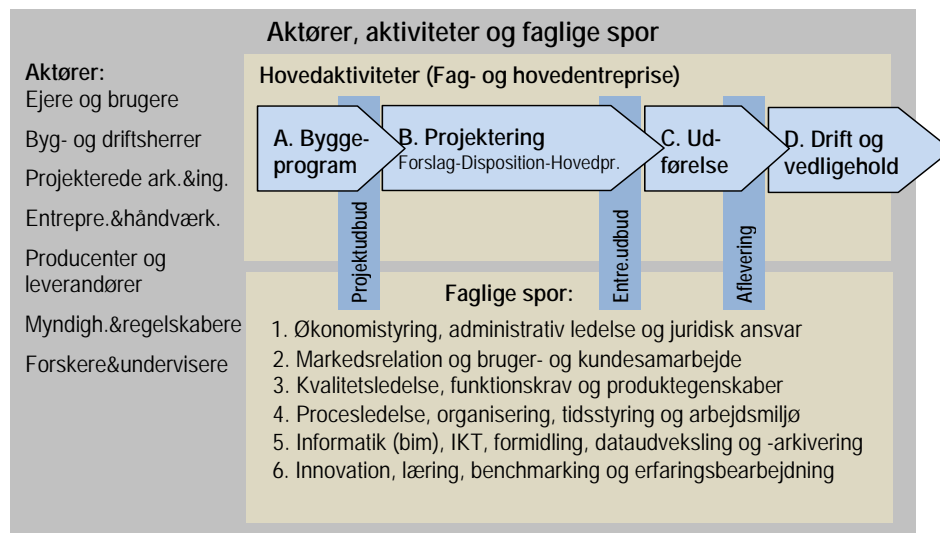 Aktører, aktiviteter og faglige spor
Aktører:
Ejere og brugere
Byg- og driftsherrer
Projekterede ark.&ing.
Entrepre.&håndværk.
Producenter og
leverandører
Myndigh.&regelskabere
Forskere&undervisere
Hovedaktiviteter (Fag- og hovedentreprise)
A. Bygge-
program
B. Projektering
Forslag-Disposition-Hovedpr.
C. Ud-
førelse
D. Drift og
vedligehold
Projektudbud
Entre.udbud
Aflevering
Faglige spor:
1. Økonomistyring, administrativ ledelse og juridisk ansvar
2. Markedsrelation og bruger- og kundesamarbejde
3. Kvalitetsledelse, funktionskrav og produktegenskaber
4. Procesledelse, organisering, tidsstyring og arbejdsmiljø
5. Informatik (bim), IKT, formidling, dataudveksling og -arkivering
6. Innovation, læring, benchmarking og erfaringsbearbejdning